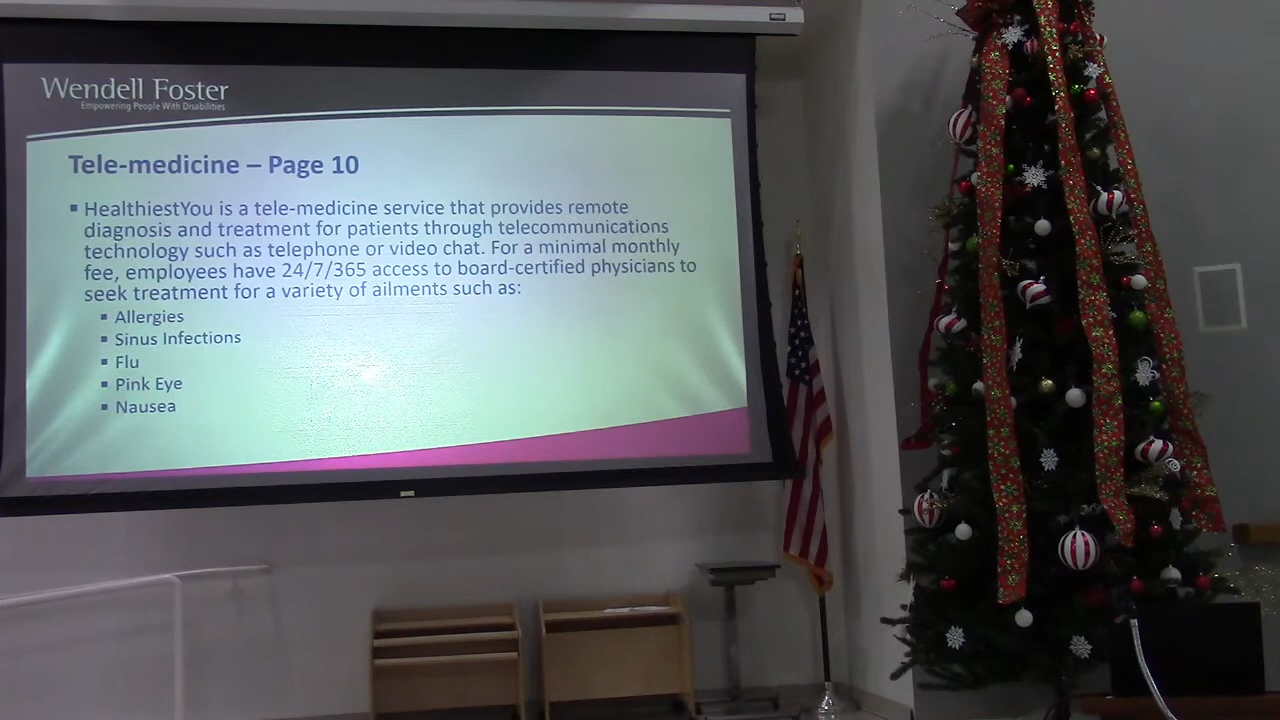 Wendell Foster
Empowering People With Disabilities
Tele-medicine – Page 10
▪ HealthiestYou is a tele-medicine service that provides remote
diagnosis and treatment for patients through telecommunications
technology such as telephone or video chat. For a minimal monthly
fee, employees have 24/7/365 access to board-certified physicians to
seek treatment for a variety of ailments such as:
▪ Allergies
▪ Sinus Infections
▪ Flu
▪ Pink Eye
▪ Nausea